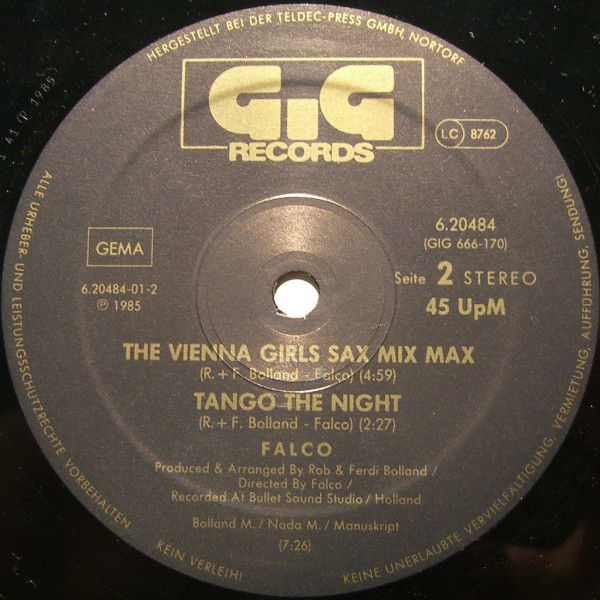 HERGESTELLT BEI DER TELDEC-PRESS GMBH, NORTORF
GIG
RECORDS
LC 8762
GEMA
6.20484-01-2
℗ 1985
6.20484
(GIG 666-170)
Seite 2 STEREO
45 UpM
THE VIENNA GIRLS SAX MIX MAX
(R. + F. Bolland - Falco) (4:59)
TANGO THE NIGHT
(R. + F. Bolland - Falco) (2:27)
FALCO
Produced & Arranged By Rob & Ferdi Bolland /
Directed By Falco /
Recorded At Bullet Sound Studio / Holland
Bolland M. / Nada M. / Manuskript
(7:26)
ALLE URHEBER- UND LEISTUNGSSCHUTZRECHTE VORBEHALTEN
KEIN VERLEIH!
KEINE UNERLAUBTE VERVIELFALTIGUNG, VERMIETUNG, AUFFÜHRUNG, SENDUNG!
41 ℗ 1985